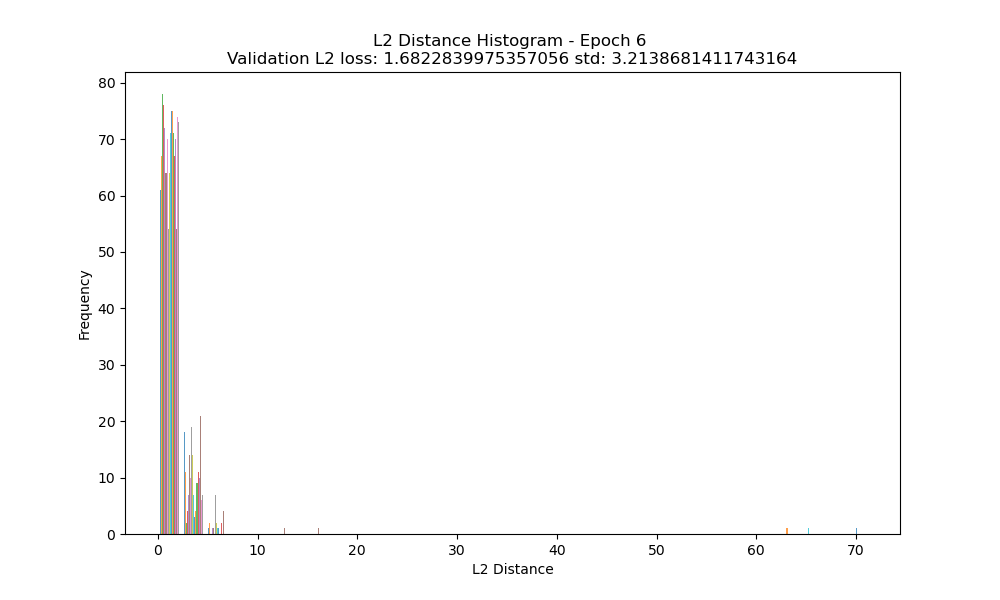 L2 Distance Histogram - Epoch 6
Validation L2 loss: 1.6822839975357056 std: 3.2138681411743164
80
70
60
50
40
30
20
10
0
Frequency
0 10 20 30 40 50 60 70
L2 Distance